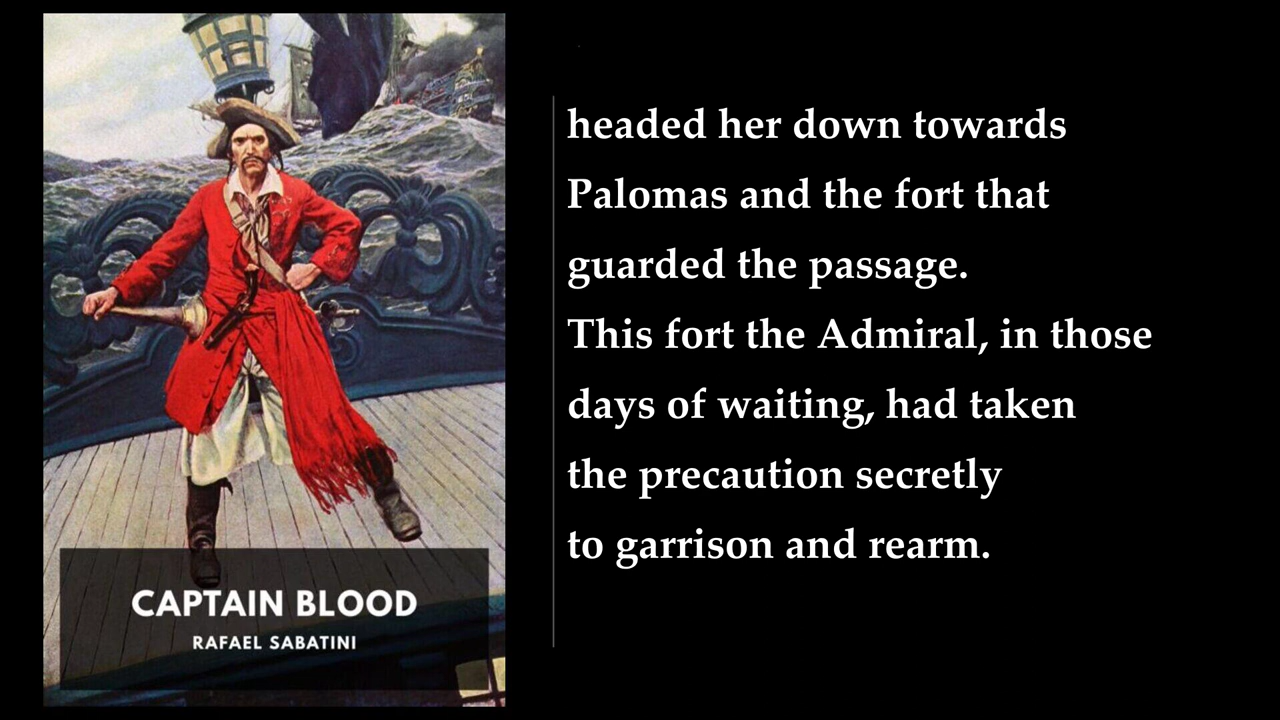 CAPTAIN BLOOD
RAFAEL SABATINI
headed her down towards
Palomas and the fort that
guarded the passage.
This fort the Admiral, in those
days of waiting, had taken
the precaution secretly
to garrison and rearm.